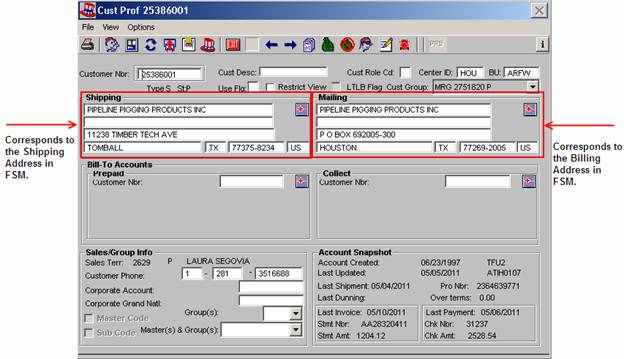 Cust Prof 25386001
File View Options
EXIT PPD i
Customer Nbr: 25386001 Cust Desc: Cust Role Cd: Center ID: HOU BU: ARFW
Type S St:P Use Flg: Restrict View LTLB Flag Cust Group: MRG 2751820 P
Shipping Mailing
PIPELINE PIGGING PRODUCTS INC PIPELINE PIGGING PRODUCTS INC
11238 TIMBER TECH AVE P O BOX 692005-300
TOMBALL TX 77375-8234 US HOUSTON TX 77269-2005 US
Corresponds to
the Shipping
Address in
FSM.
Corresponds to
the Billing
Address in
FSM.
Bill-To Accounts
Prepaid Collect
Customer Nbr: Customer Nbr:
Sales/Group Info
Sales Terr: 2629 P LAURA SEGOVIA
Customer Phone: 1 - 281 - 3516688
Corporate Account:
Corporate Grand Natl:
Group(s):
Master Code
Sub Code Master(s) & Group(s):
Account Snapshot
Account Created: 06/23/1997 TFU2
Last Updated: 05/05/2011 ATIH0107
Last Shipment: 05/04/2011 Pro Nbr: 2364639771
Last Dunning: Over terms: 0.00
Last Invoice: 05/10/2011 Last Payment: 05/06/2011
Stmt Nbr: AA28320411 Chk Nbr: 31237
Stmt Amt: 1204.12 Chk Amt: 2528.54